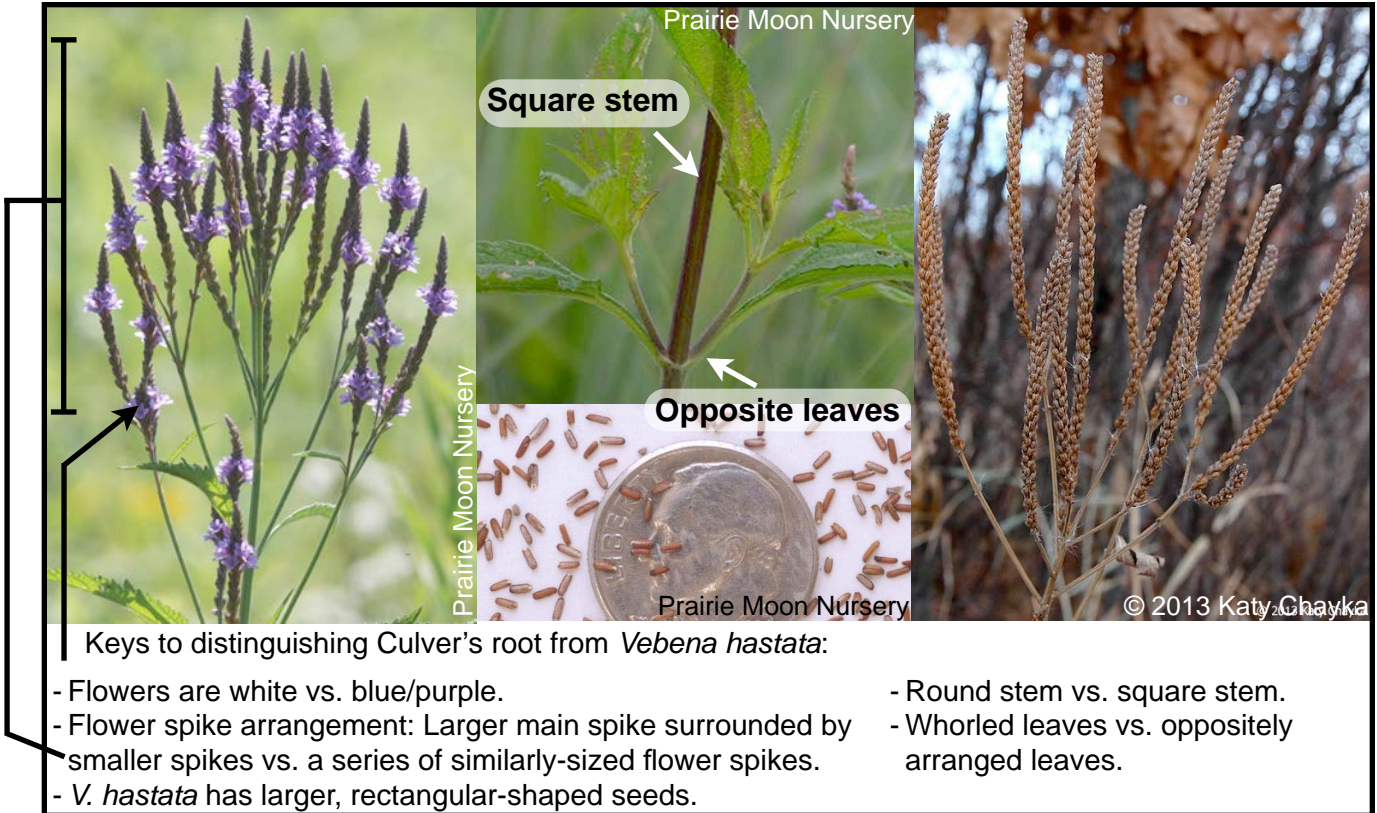 Prairie Moon Nursery
Square stem
Opposite leaves
Prairie Moon Nursery
Prairie Moon Nursery
© 2013 Katy Chayka
© 2013 Katy Chayka
Keys to distinguishing Culver's root from Vebena hastata:
- Flowers are white vs. blue/purple.
- Flower spike arrangement: Larger main spike surrounded by
smaller spikes vs. a series of similarly-sized flower spikes.
- V. hastata has larger, rectangular-shaped seeds.
- Round stem vs. square stem.
- Whorled leaves vs. oppositely
arranged leaves.